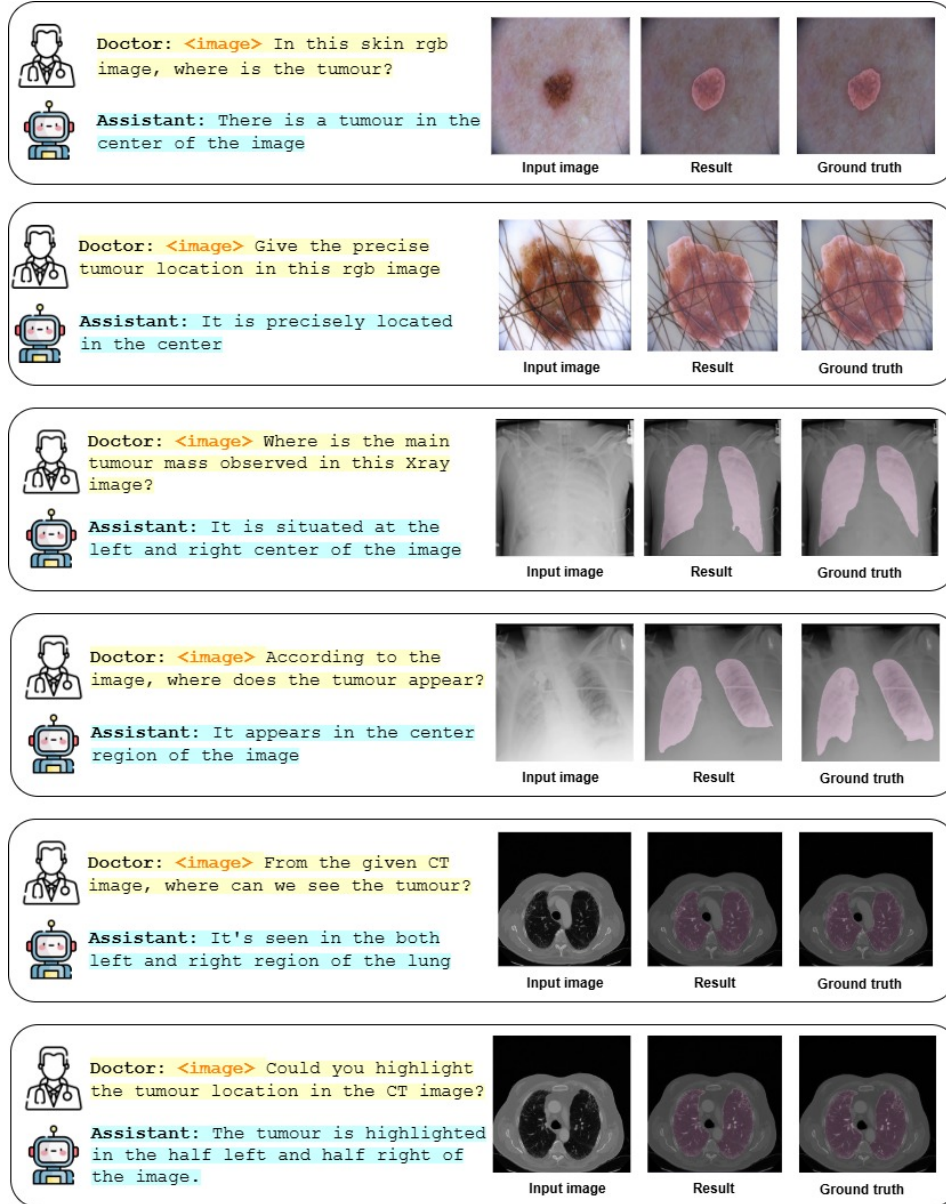 Doctor: <image> In this skin rgb
image, where is the tumour?
Assistant: There is a tumour in the
center of the image
Input image
Result
Ground truth
Doctor: <image> Give the precise
tumour location in this rgb image
Assistant: It is precisely located
in the center
Input image
Result
Ground truth
Doctor: <image> Where is the main
tumour mass observed in this Xray
image?
Assistant: It is situated at the
left and right center of the image
Input image
Result
Ground truth
Doctor: <image> According to the
image, where does the tumour appear?
Assistant: It appears in the center
region of the image
Input image
Result
Ground truth
Doctor: <image> From the given CT
image, where can we see the tumour?
Assistant: It's seen in the both
left and right region of the lung
Input image
Result
Ground truth
Doctor: <image> Could you highlight
the tumour location in the CT image?
Assistant: The tumour is highlighted
in the half left and half right of
the image.
Input image
Result
Ground truth